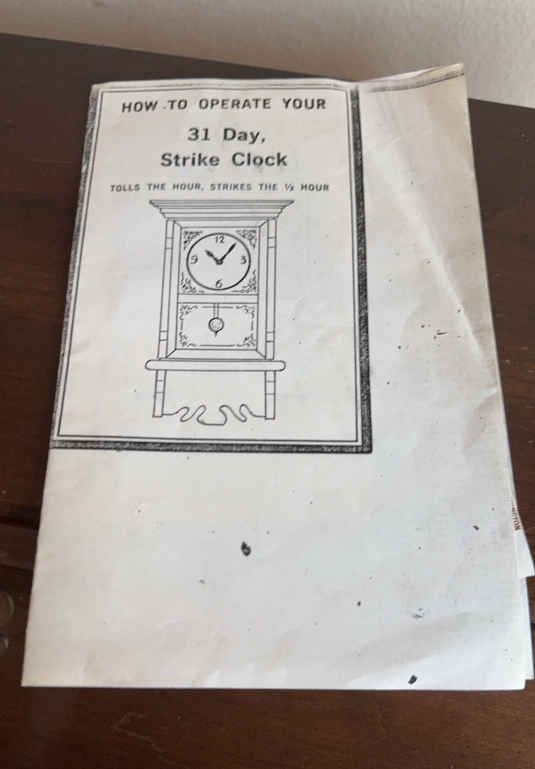 HOW TO OPERATE YOUR
31 Day,
Strike Clock
TOLLS THE HOUR, STRIKES THE ½ HOUR
12
9 3
6